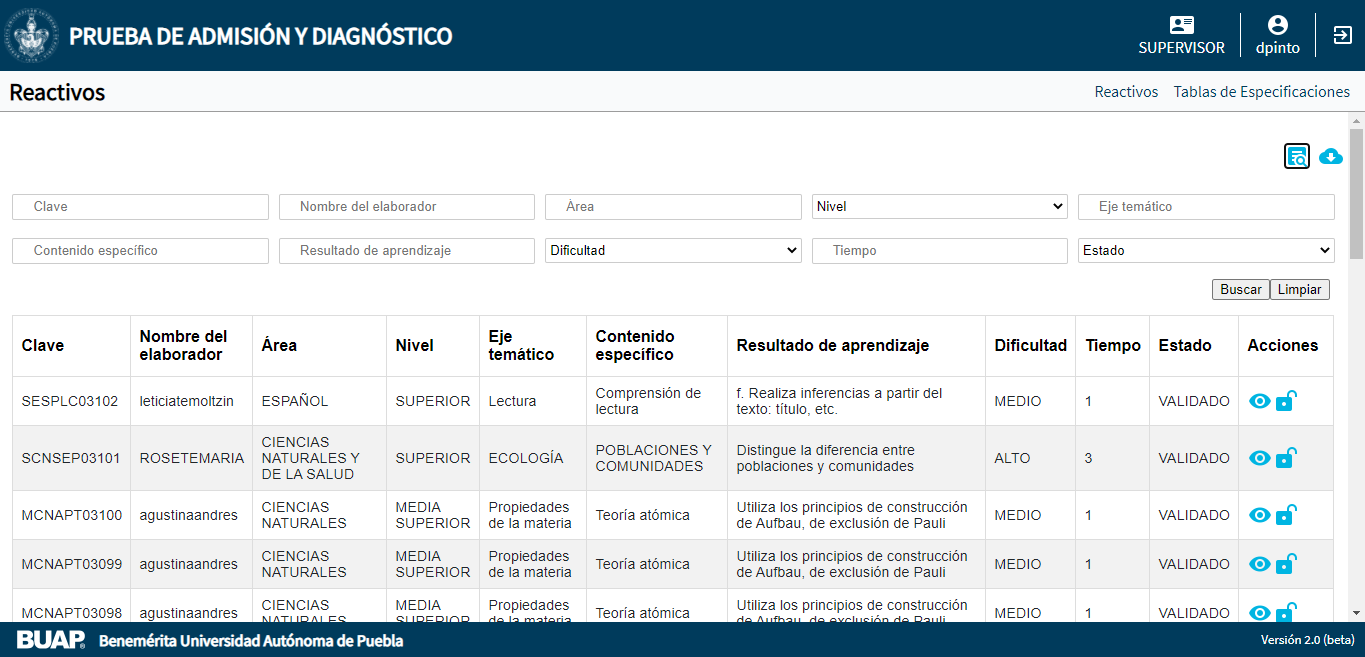 PRUEBA DE ADMISIÓN Y DIAGNÓSTICO
SUPERVISOR
dpinto
Reactivos
Reactivos Tablas de Especificaciones
Clave Nombre del elaborador Área Nivel Eje temático
Contenido específico Resultado de aprendizaje Dificultad Tiempo Estado
Buscar Limpiar
Clave Nombre del elaborador Área Nivel Eje temático Contenido específico Resultado de aprendizaje Dificultad Tiempo Estado Acciones
SESPLC03102 leticiatemoltzin ESPAÑOL SUPERIOR Lectura Comprensión de lectura f. Realiza inferencias a partir del texto: título, etc. MEDIO 1 VALIDADO
SCNSEP03101 ROSETEMARIA CIENCIAS NATURALES Y DE LA SALUD SUPERIOR ECOLOGÍA POBLACIONES Y COMUNIDADES Distingue la diferencia entre poblaciones y comunidades ALTO 3 VALIDADO
MCNAPT03100 agustinaandres CIENCIAS NATURALES MEDIA SUPERIOR Propiedades de la materia Teoría atómica Utiliza los principios de construcción de Aufbau, de exclusión de Pauli MEDIO 1 VALIDADO
MCNAPT03099 agustinaandres CIENCIAS NATURALES MEDIA SUPERIOR Propiedades de la materia Teoría atómica Utiliza los principios de construcción de Aufbau, de exclusión de Pauli MEDIO 1 VALIDADO
MCNAPT03098 agustinaandres CIENCIAS NATURALES MEDIA SUPERIOR Propiedades de la materia Teoría atómica Utiliza los principios de construcción de Aufbau, de exclusión de Pauli MEDIO 1 VALIDADO
BUAP® Benemérita Universidad Autónoma de Puebla
Versión 2.0 (beta)